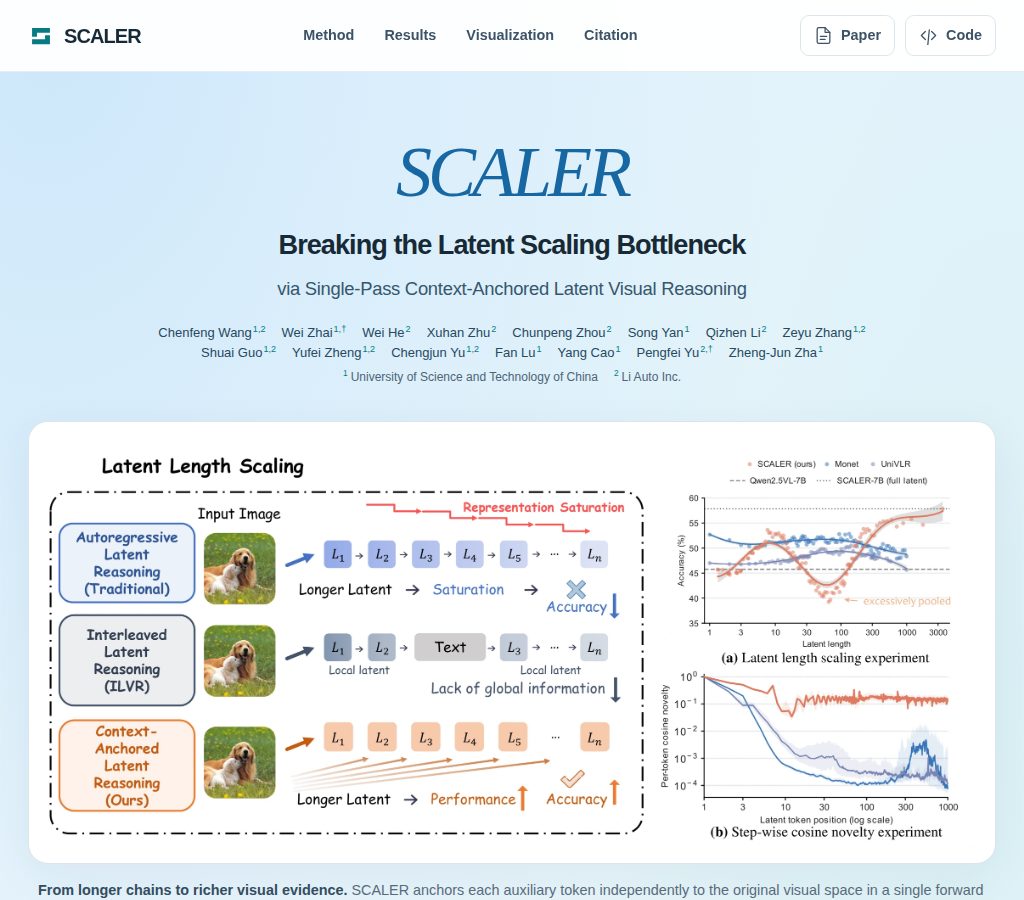 SCALER
Method Results Visualization Citation
Paper Code
SCALER
Breaking the Latent Scaling Bottleneck
via Single-Pass Context-Anchored Latent Visual Reasoning
Chenfeng Wang1,2 Wei Zhai1,† Wei He2 Xuhan Zhu2 Chunpeng Zhou2 Song Yan1 Qizhen Li2 Zeyu Zhang1,2
Shuai Guo1,2 Yufei Zheng1,2 Chengjun Yu1,2 Fan Lu1 Yang Cao1 Pengfei Yu2,† Zheng-Jun Zha1
1 University of Science and Technology of China 2 Li Auto Inc.
Latent Length Scaling
Input Image
Representation Saturation
Autoregressive
Latent
Reasoning
(Traditional)
L1 → L2 → L3 → L4 → L5 → ··· → Ln
Longer Latent → Saturation →
Accuracy
Interleaved
Latent
Reasoning
(ILVR)
L1 → L2 → Text → L3 → ··· → Ln
Local latent Local latent
Lack of global information
Context-
Anchored
Latent
Reasoning
(Ours)
L1 L2 L3 L4 L5 ··· Ln
Longer Latent → Performance
Accuracy
SCALER (ours) Monet UniVLR
Qwen2.5VL-7B SCALER-7B (full latent)
Accuracy (%)
60
55
50
45
40
35
excessively pooled
1 3 10 30 100 300 1000 3000
Latent length
(a) Latent length scaling experiment
Per-token cosine novelty
10^0
10^-1
10^-2
10^-3
10^-4
1 3 10 30 100 300 1000
Latent token position (log scale)
(b) Step-wise cosine novelty experiment
From longer chains to richer visual evidence. SCALER anchors each auxiliary token independently to the original visual space in a single forward